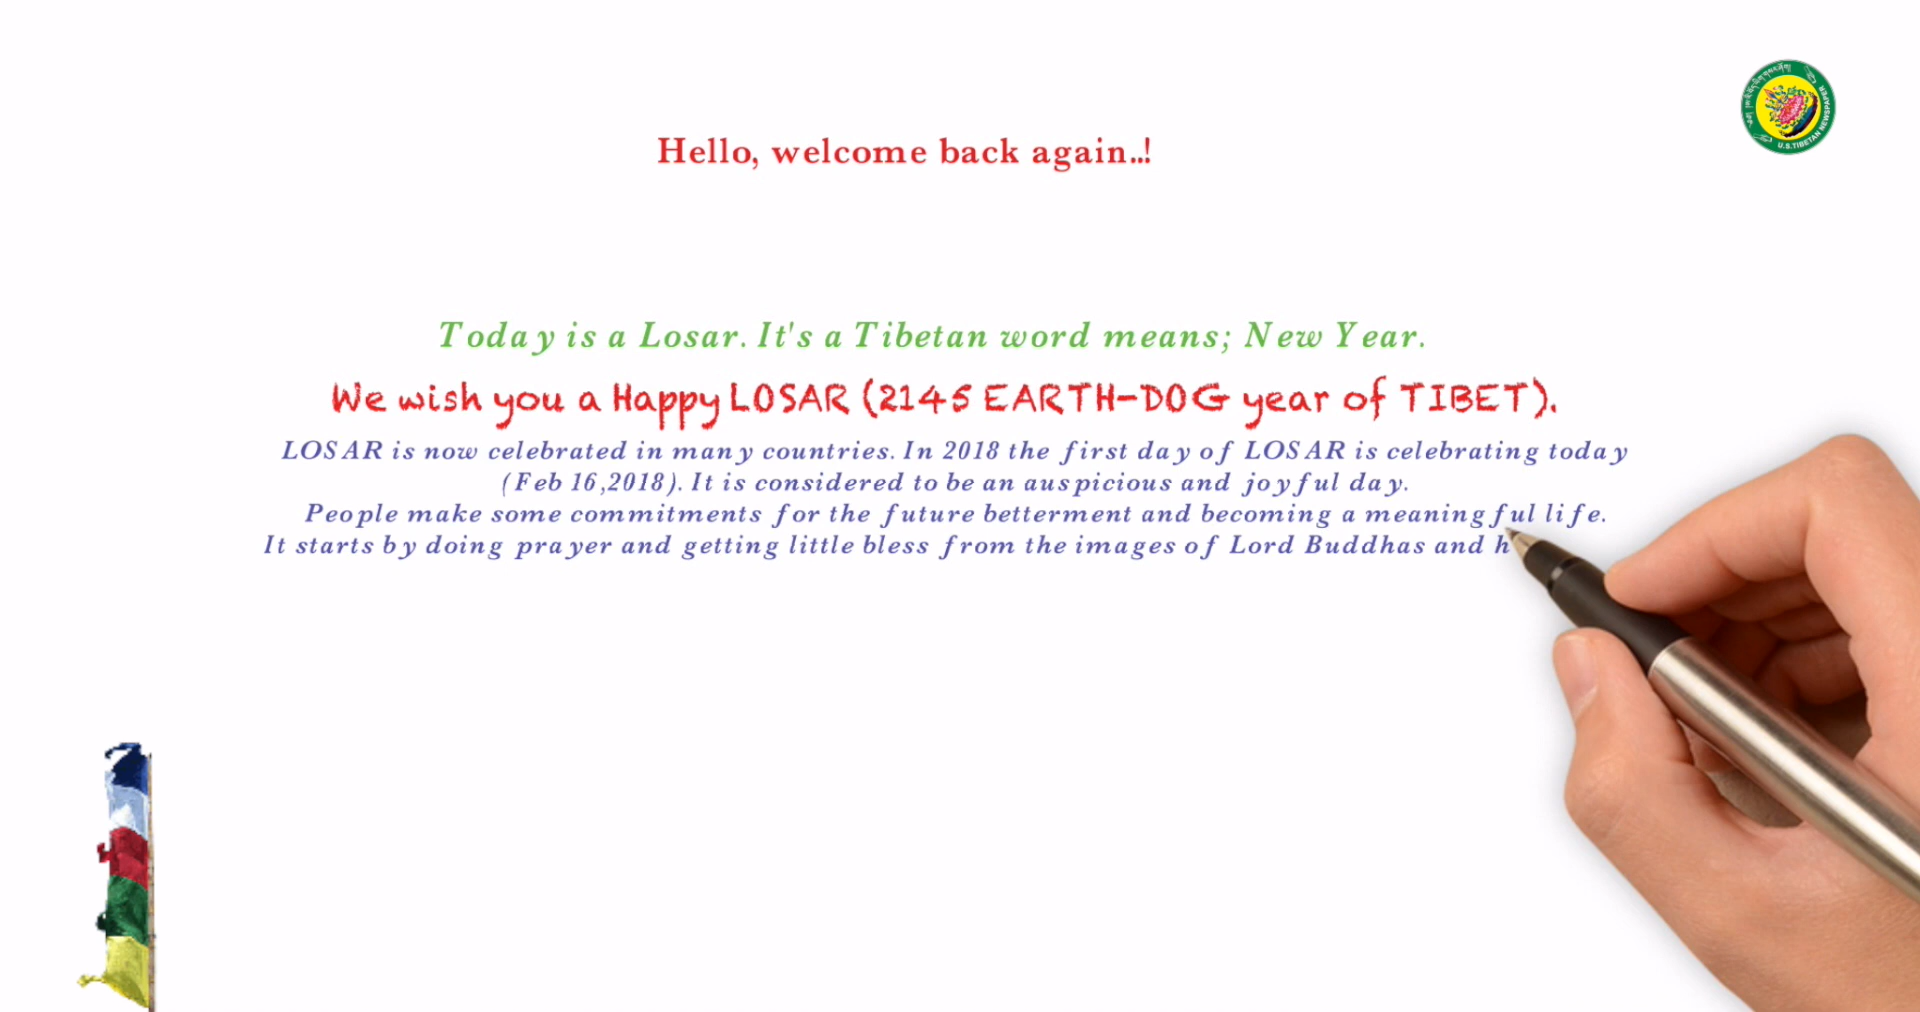 Hello, welcome back again..!
Today is a Losar. It's a Tibetan word means; New Year.
We wish you a Happy LOSAR (2145 EARTH-DOG year of TIBET).
LOSAR is now celebrated in many countries. In 2018 the first day of LOSAR is celebrating today
(Feb 16,2018). It is considered to be an auspicious and joyful day.
People make some commitments for the future betterment and becoming a meaningful life.
It starts by doing prayer and getting little bless from the images of Lord Buddhas and h
U.S.TIBETAN NEWSPAPER